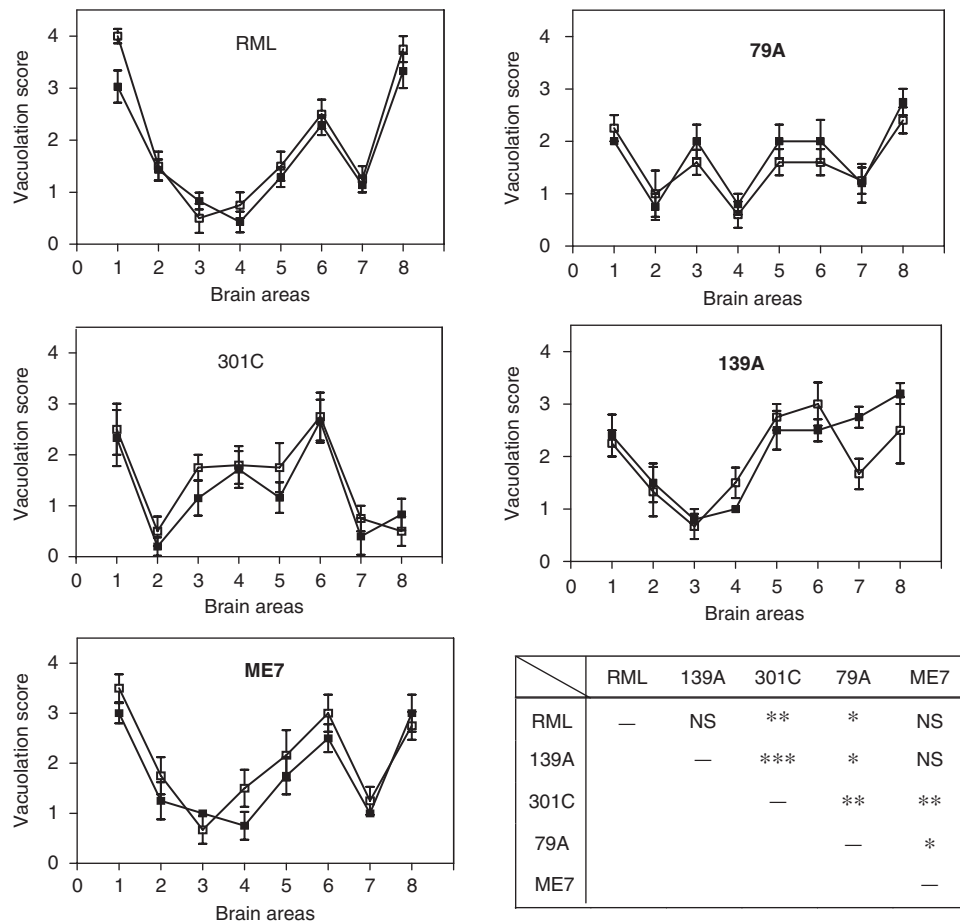 RML
Vacuolation score
4
3
2
1
0
0 1 2 3 4 5 6 7 8
Brain areas
79A
Vacuolation score
4
3
2
1
0
0 1 2 3 4 5 6 7 8
Brain areas
301C
Vacuolation score
4
3
2
1
0
0 1 2 3 4 5 6 7 8
Brain areas
139A
Vacuolation score
4
3
2
1
0
0 1 2 3 4 5 6 7 8
Brain areas
ME7
Vacuolation score
4
3
2
1
0
0 1 2 3 4 5 6 7 8
Brain areas
RML 139A 301C 79A ME7
RML — NS ** * NS
139A — *** * NS
301C — ** **
79A — *
ME7 —